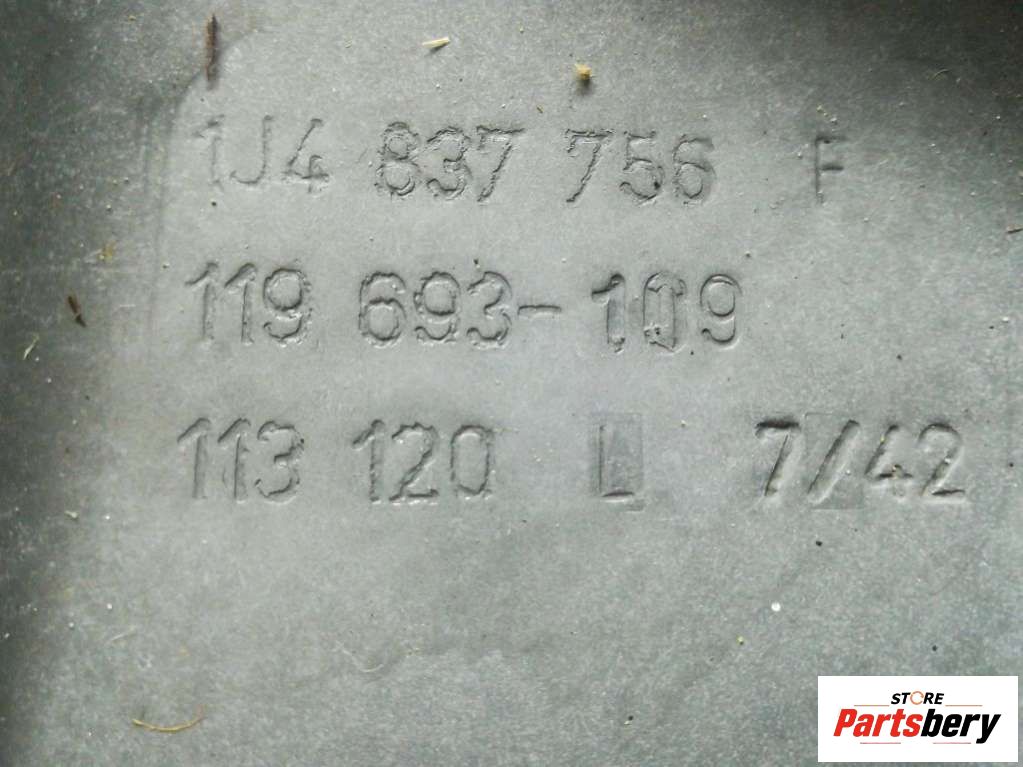 1J4 837 756 F
119 693-109
113 120 L 7/42
STORE
Partsbery